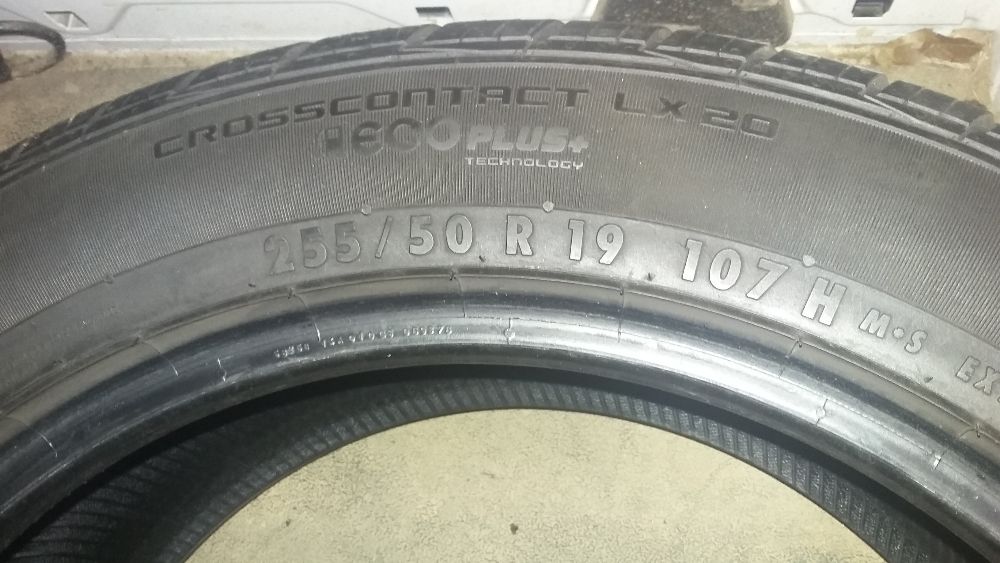 CROSSCONTACT LX 20
ECOPLUS+
TECHNOLOGY
255/50 R 19 107 H M•S